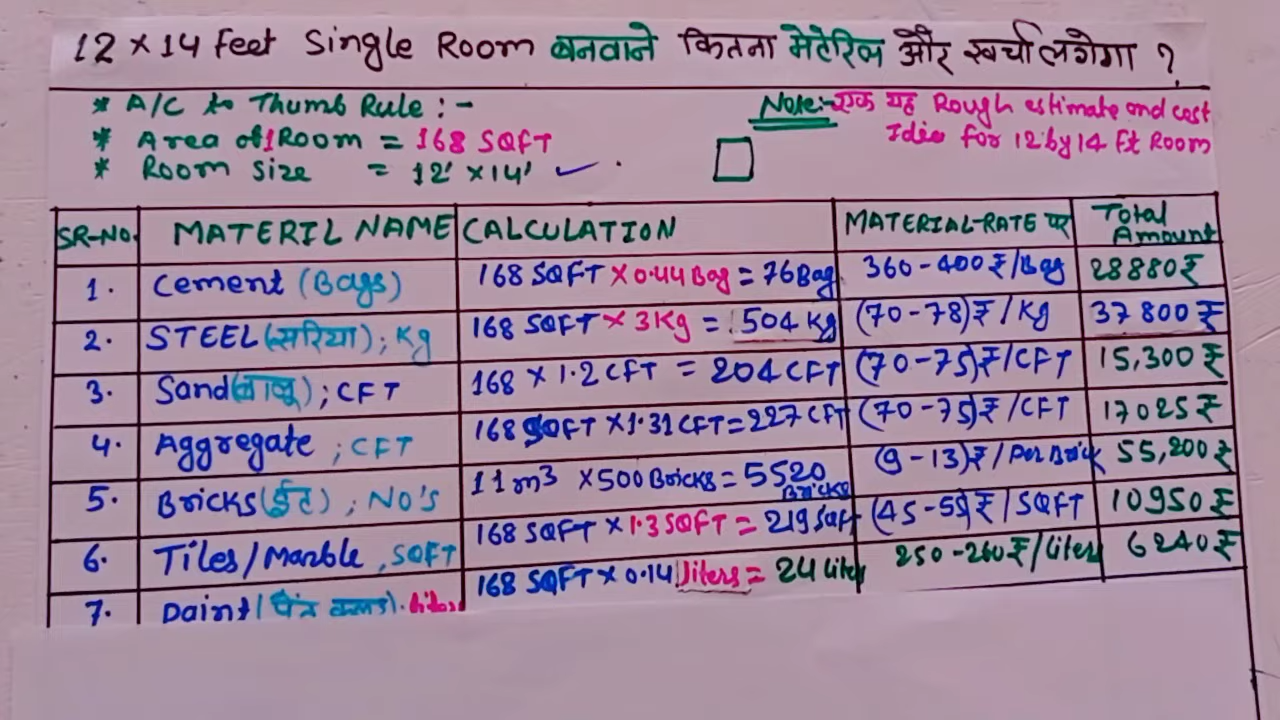 12 × 14 Feet Single Room बनवाने कितना मेटेरिल और खर्चा लगेगा ?
* A/C to Thumb Rule :-
* Area of 1 Room = 168 SQFT
* Room Size = 12' × 14' ✓
Note:- एक यह Rough estimate and cost
Idia for 12 by 14 Ft Room
SR-NO. MATERIL NAME CALCULATION MATERIAL-RATE पर Total Amount
1. Cement (Bags) 168 SQFT × 0.44 Bag = 76 Bag 360-400 ₹/Bag 28880 ₹
2. STEEL (सरिया) ; Kg 168 SQFT × 3 Kg = 504 Kg (70-78) ₹/Kg 37800 ₹
3. Sand (बालू) ; CFT 168 × 1.2 CFT = 204 CFT (70-75) ₹/CFT 15,300 ₹
4. Aggregate ; CFT 168 SQFT × 1.31 CFT = 227 CFT (70-75) ₹/CFT 17025 ₹
5. Bricks (ईंट) ; NO'S 11 m³ × 500 Bricks = 5520 Bricks (9-13) ₹/Per Brick 55,200 ₹
6. Tiles/Marble , SQFT 168 SQFT × 1.3 SQFT = 219 SQft (45-55) ₹/SQFT 10950 ₹
7. Paint 168 SQFT × 0.14 liters = 24 liter 250-260 ₹/liter 6240 ₹